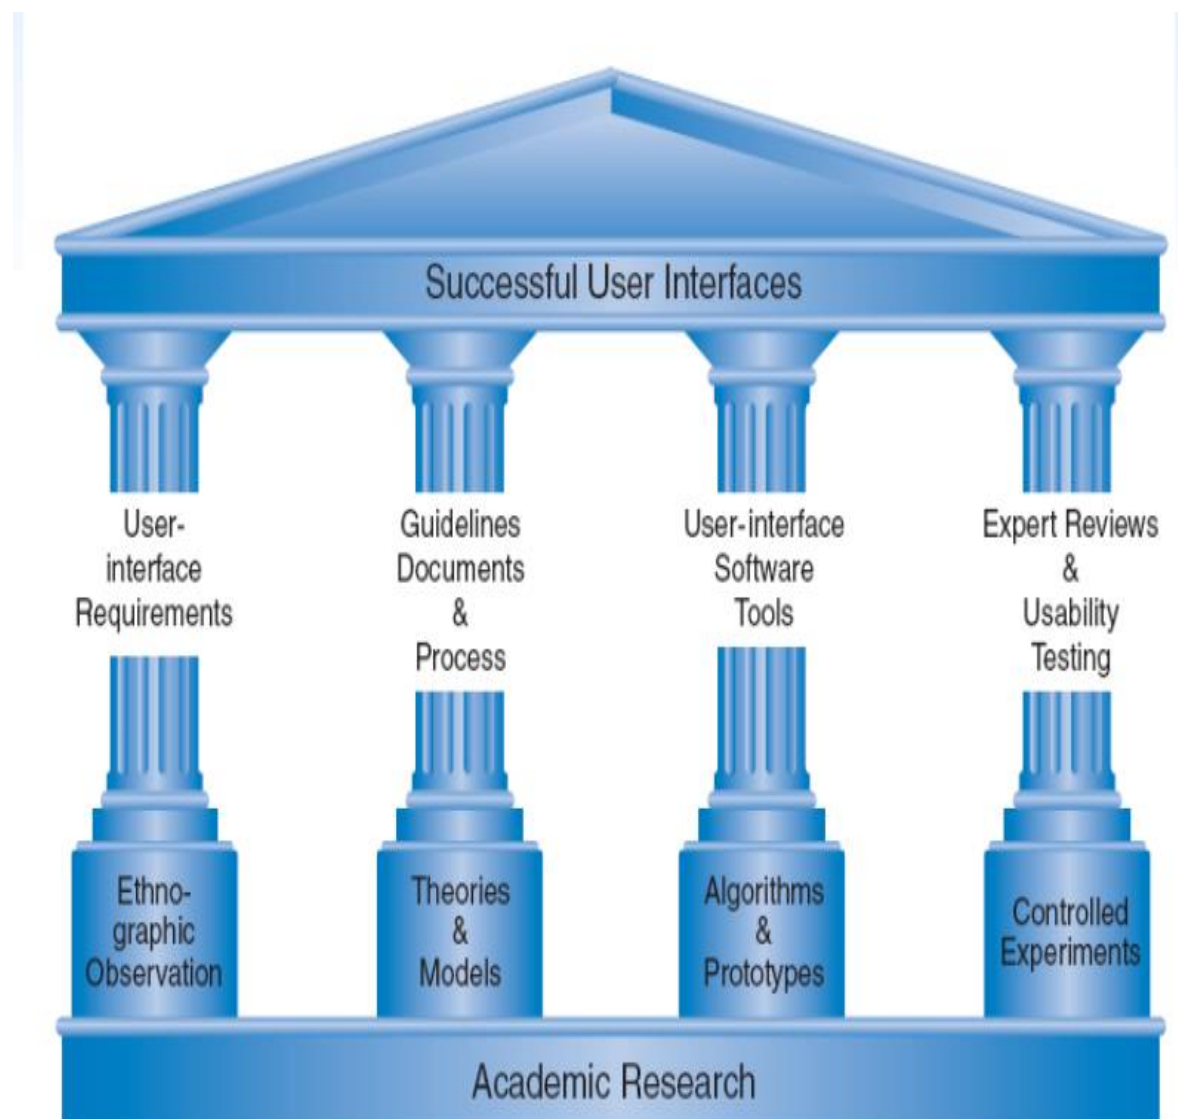 Successful User Interfaces
User-
interface
Requirements
Guidelines
Documents
&
Process
User-interface
Software
Tools
Expert Reviews
&
Usability
Testing
Ethno-
graphic
Observation
Theories
&
Models
Algorithms
&
Prototypes
Controlled
Experiments
Academic Research